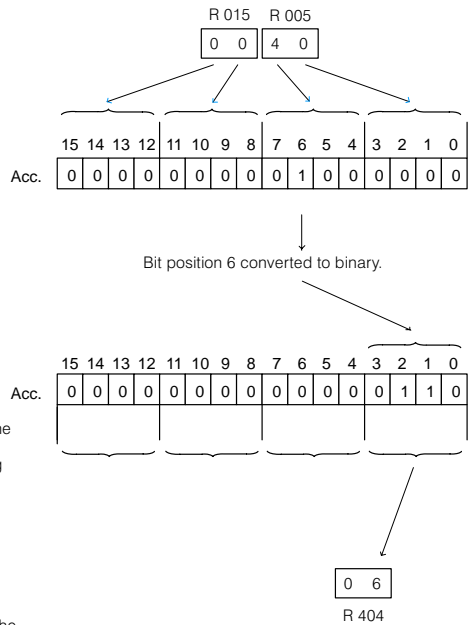 R 015 R 005
0 0 4 0
15 14 13 12 11 10 9 8 7 6 5 4 3 2 1 0
Acc. 0 0 0 0 0 0 0 0 0 1 0 0 0 0 0 0
Bit position 6 converted to binary.
15 14 13 12 11 10 9 8 7 6 5 4 3 2 1 0
Acc. 0 0 0 0 0 0 0 0 0 0 0 0 0 1 1 0
0 6
R 404